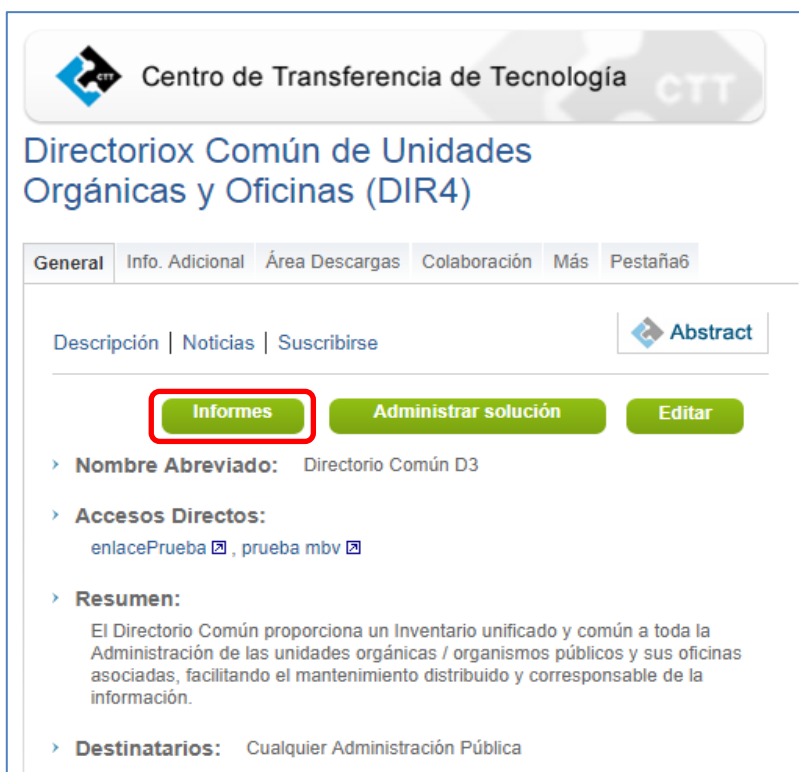 CTT
Centro de Transferencia de Tecnología
CTT
Directoriox Común de Unidades
Orgánicas y Oficinas (DIR4)
General Info. Adicional Área Descargas Colaboración Más Pestaña6
Descripción | Noticias | Suscribirse
Abstract
Informes Administrar solución Editar
Nombre Abreviado: Directorio Común D3
Accesos Directos:
enlacePrueba , prueba mbv
Resumen:
El Directorio Común proporciona un Inventario unificado y común a toda la
Administración de las unidades orgánicas / organismos públicos y sus oficinas
asociadas, facilitando el mantenimiento distribuido y corresponsable de la
información.
Destinatarios: Cualquier Administración Pública